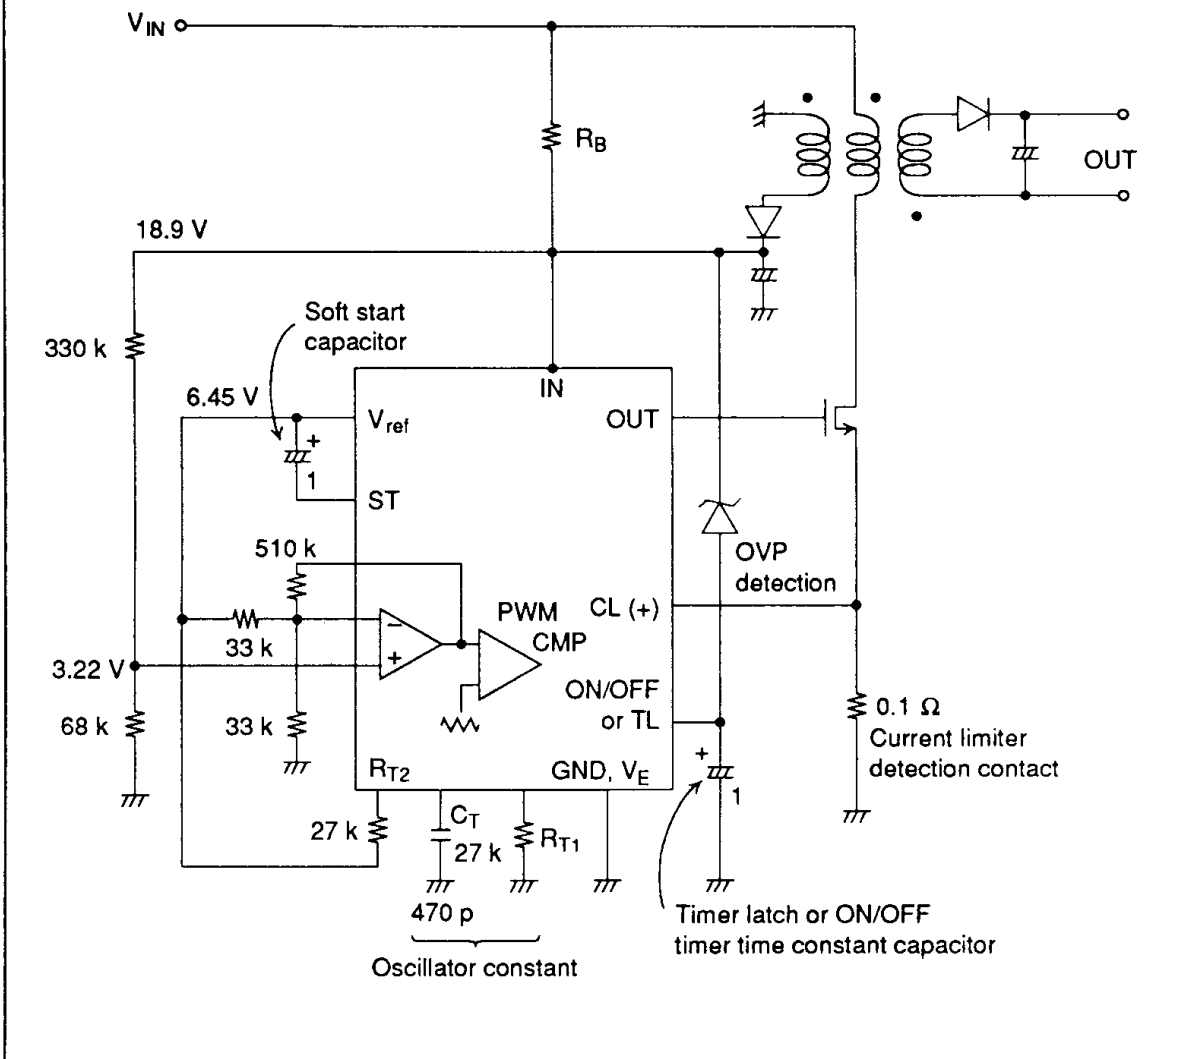 VIN
RB
OUT
18.9 V
Soft start
capacitor
330 k
6.45 V
IN
Vref
OUT
+
1
ST
510 k
OVP
detection
PWM
CMP
CL (+)
33 k
−
+
3.22 V
ON/OFF
or TL
68 k
33 k
0.1 Ω
Current limiter
detection contact
RT2
GND, VE
+
1
27 k
CT
27 k
RT1
470 p
Timer latch or ON/OFF
timer time constant capacitor
Oscillator constant